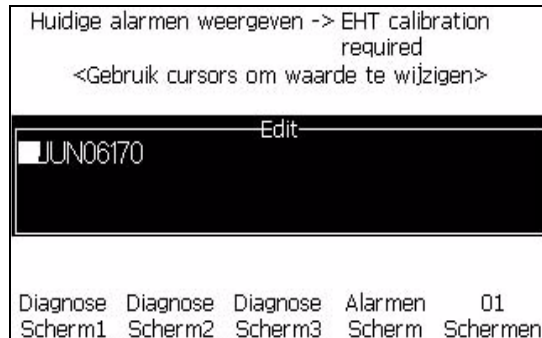 Huidige alarmen weergeven -> EHT calibration
required
<Gebruik cursors om waarde te wijzigen>
Edit
JUN06170
Diagnose Diagnose Diagnose Alarmen 01
Scherm1 Scherm2 Scherm3 Scherm Schermen